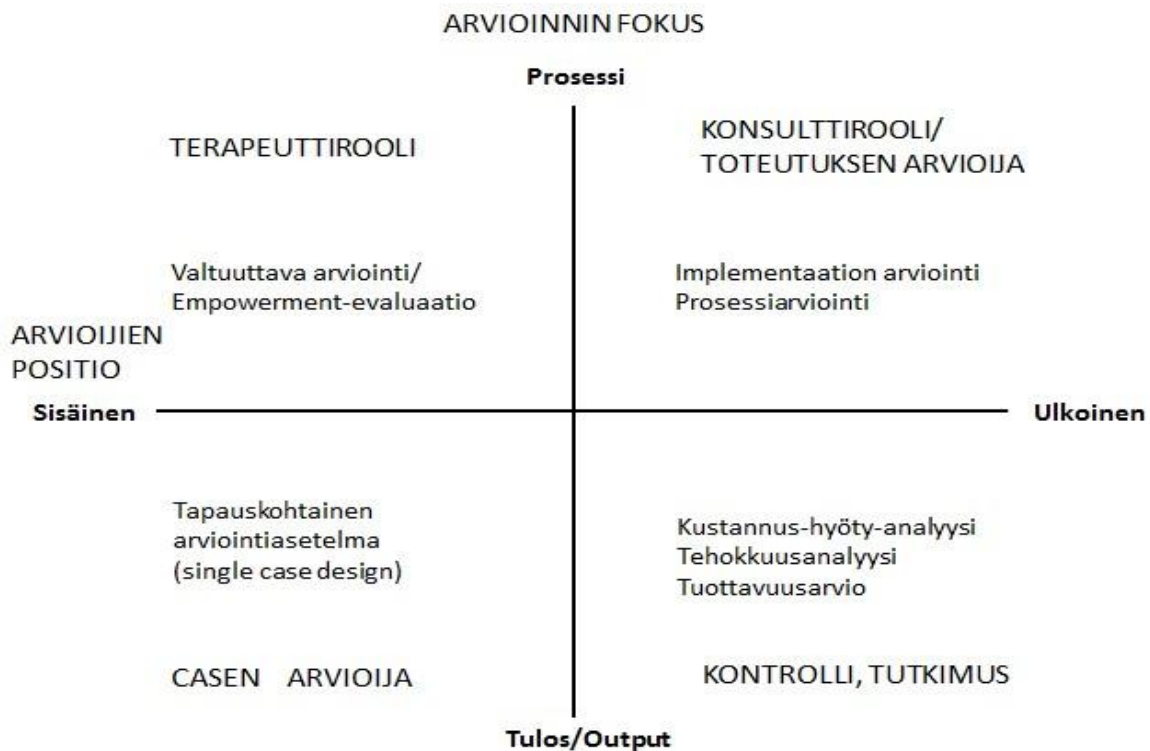 ARVIOINNIN FOKUS
Prosessi
TERAPEUTTIROOLI
KONSULTTIROOLI/
TOTEUTUKSEN ARVIOIJA
Valtuuttava arviointi/
Empowerment-evaluaatio
Implementaation arviointi
Prosessiarviointi
ARVIOIJIEN
POSITIO
Sisäinen
Ulkoinen
Tapauskohtainen
arviointiasetelma
(single case design)
Kustannus-hyöty-analyysi
Tehokkuusanalyysi
Tuottavuusarvio
CASEN ARVIOIJA
KONTROLLI, TUTKIMUS
Tulos/Output